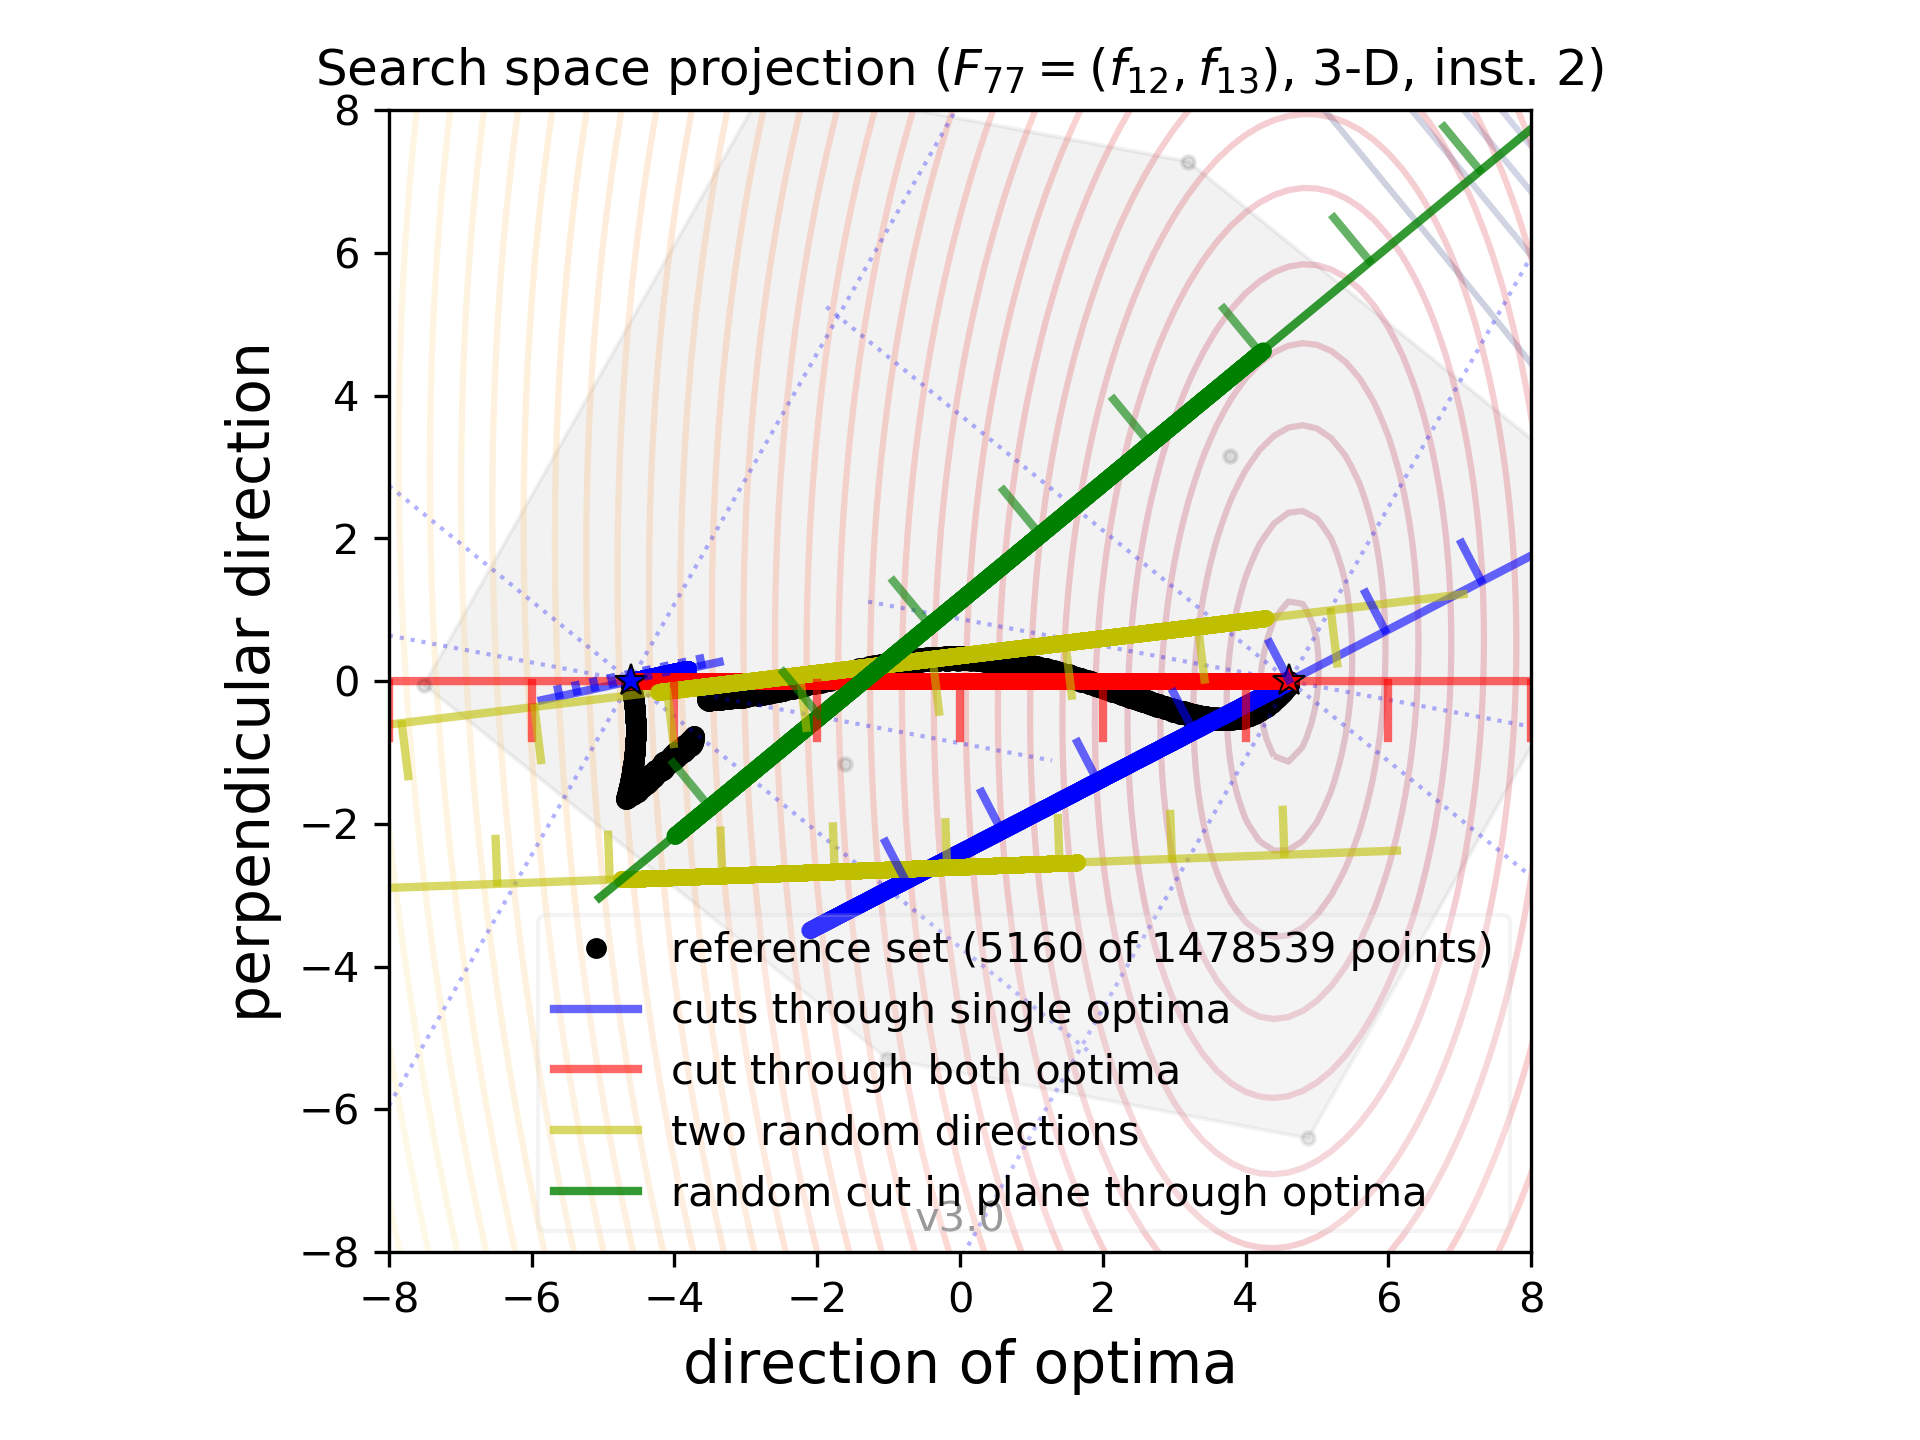 Search space projection (F77 = (f12, f13), 3-D, inst. 2)
perpendicular direction
8
6
4
2
0
−2
−4
−6
−8
reference set (5160 of 1478539 points)
cuts through single optima
cut through both optima
two random directions
random cut in plane through optima
v3.0
−8 −6 −4 −2 0 2 4 6 8
direction of optima